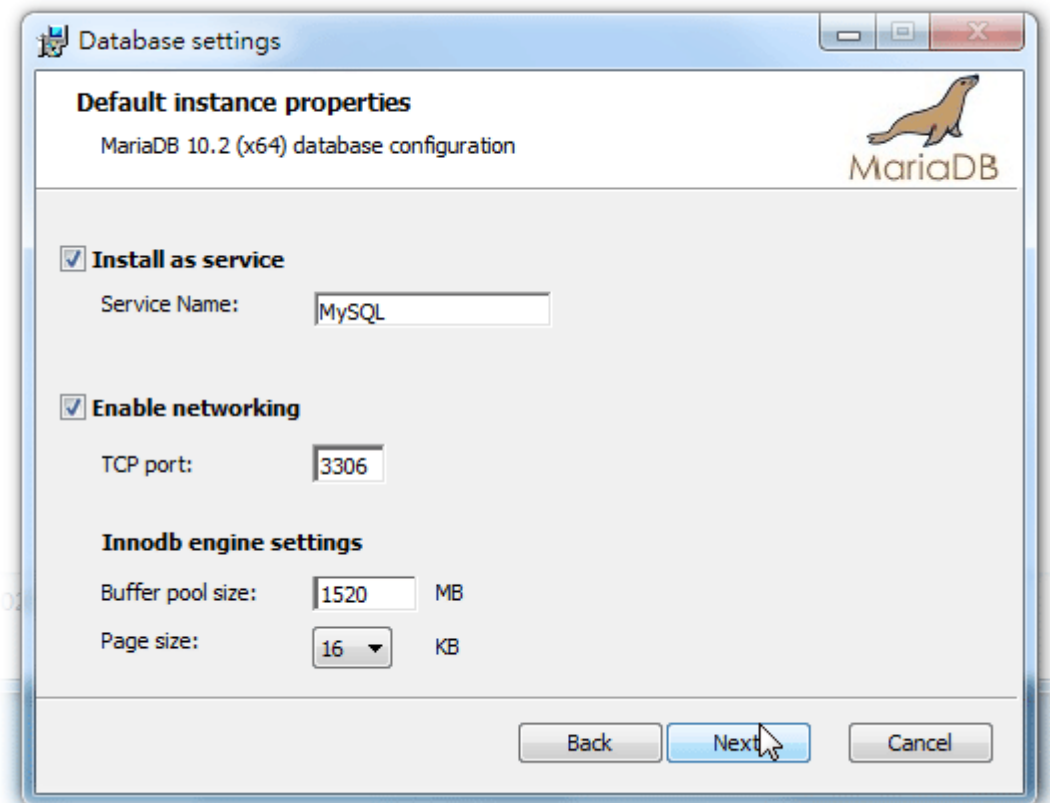 Database settings
Default instance properties
MariaDB 10.2 (x64) database configuration
MariaDB
Install as service
Service Name: MySQL
Enable networking
TCP port: 3306
Innodb engine settings
Buffer pool size: 1520 MB
Page size: 16 KB
Back Next Cancel